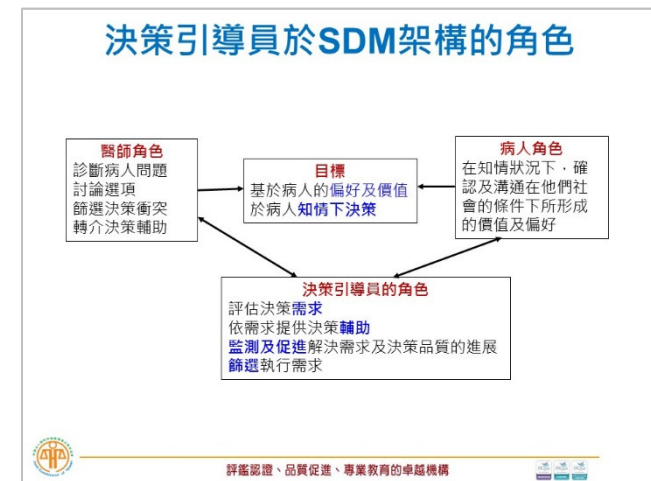 決策引導員於SDM架構的角色
醫師角色
診斷病人問題
討論選項
篩選決策衝突
轉介決策輔助
目標
基於病人的偏好及價值
於病人知情下決策
病人角色
在知情狀況下，確
認及溝通在他們社
會的條件下所形成
的價值及偏好
決策引導員的角色
評估決策需求
依需求提供決策輔助
監測及促進解決需求及決策品質的進展
篩選執行需求
評鑑認證、品質促進、專業教育的卓越機構